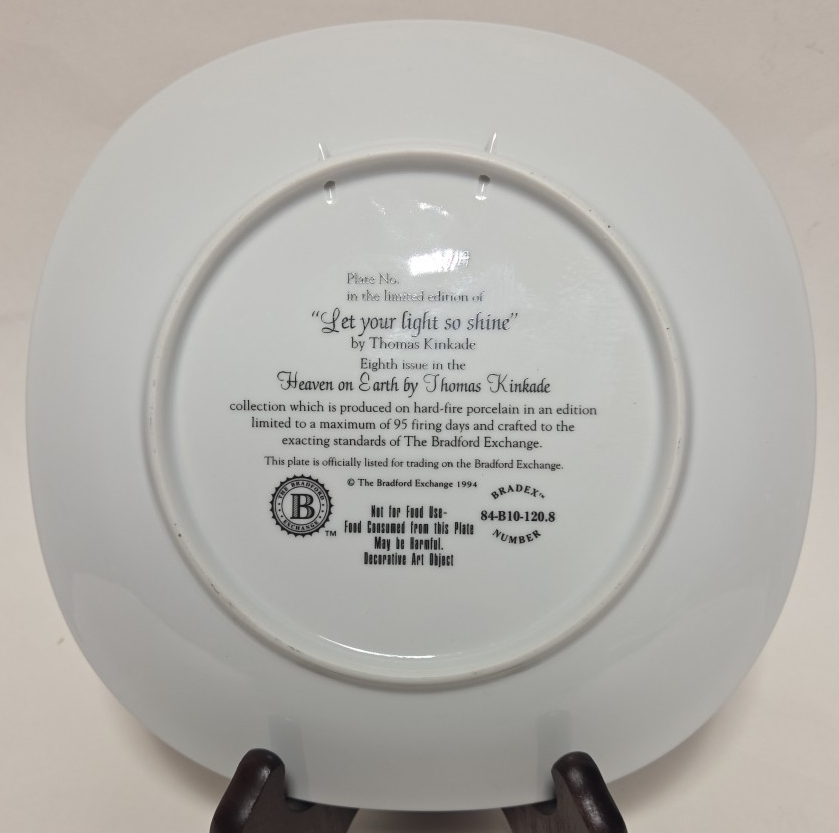 Plate No.
in the limited edition of
"Let your light so shine"
by Thomas Kinkade
Eighth issue in the
Heaven on Earth by Thomas Kinkade
collection which is produced on hard-fire porcelain in an edition
limited to a maximum of 95 firing days and crafted to the
exacting standards of The Bradford Exchange.
This plate is officially listed for trading on the Bradford Exchange.
© The Bradford Exchange 1994
THE BRADFORD
B
EXCHANGE
TM
Not for Food Use-
Food Consumed from this Plate
May be Harmful.
Decorative Art Object
BRADEX™
84-B10-120.8
NUMBER